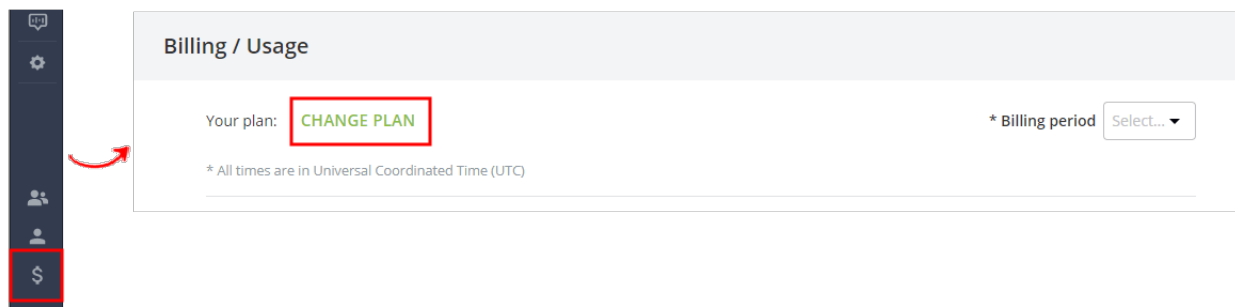 Billing / Usage
Your plan: CHANGE PLAN * Billing period Select...
* All times are in Universal Coordinated Time (UTC)
$